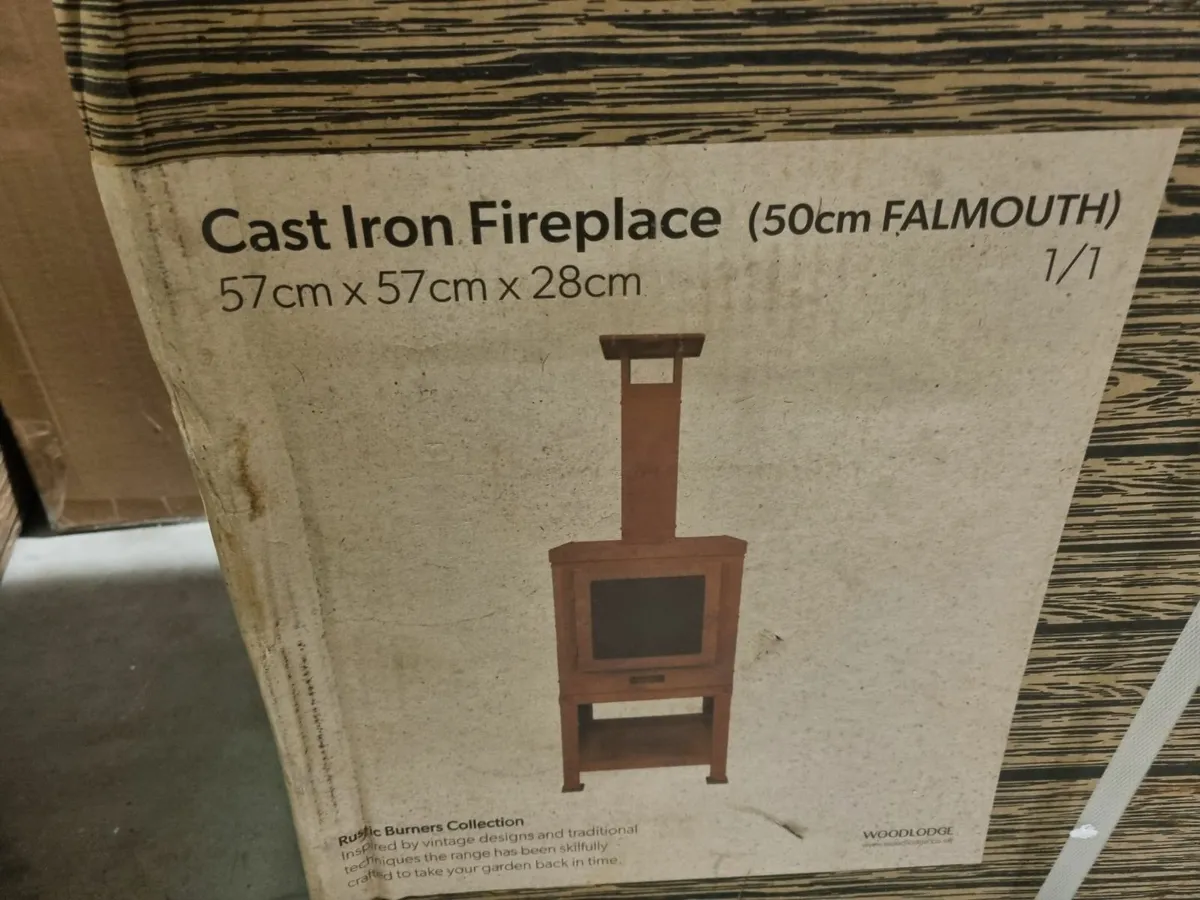 Cast Iron Fireplace (50cm FALMOUTH)
57cm x 57cm x 28cm
1/1
Rustic Burners Collection
Inspired by vintage designs and traditional
techniques the range has been skilfully
crafted to take your garden back in time.
WOODLODGE